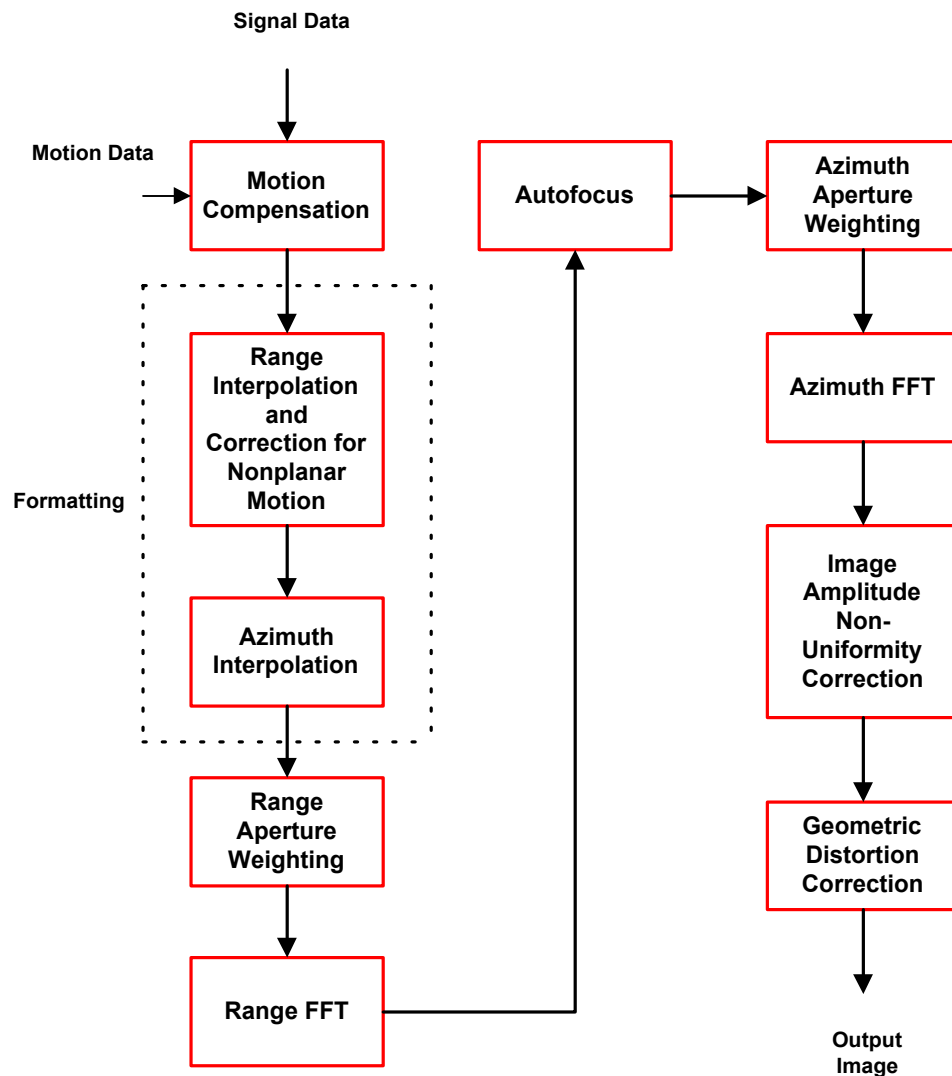 Signal Data
Motion Data
Motion
Compensation
Formatting
Range
Interpolation
and
Correction for
Nonplanar
Motion
Azimuth
Interpolation
Range
Aperture
Weighting
Range FFT
Autofocus
Azimuth
Aperture
Weighting
Azimuth FFT
Image
Amplitude
Non-
Uniformity
Correction
Geometric
Distortion
Correction
Output
Image